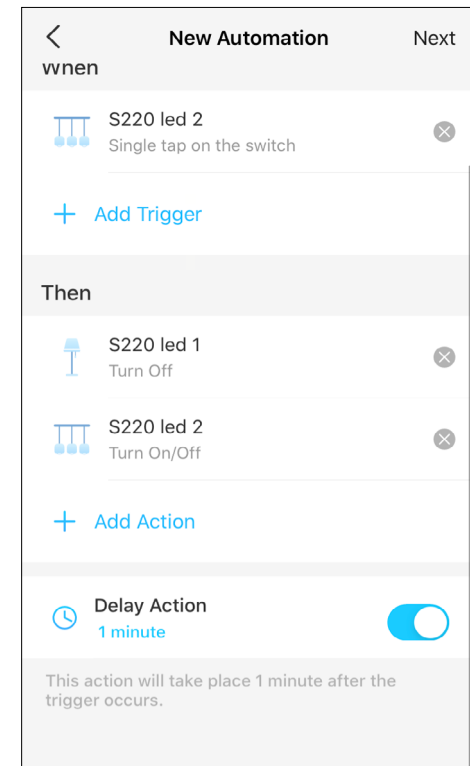 New Automation Next
When
S220 led 2
Single tap on the switch
Add Trigger
Then
S220 led 1
Turn Off
S220 led 2
Turn On/Off
Add Action
Delay Action
1 minute
This action will take place 1 minute after the
trigger occurs.